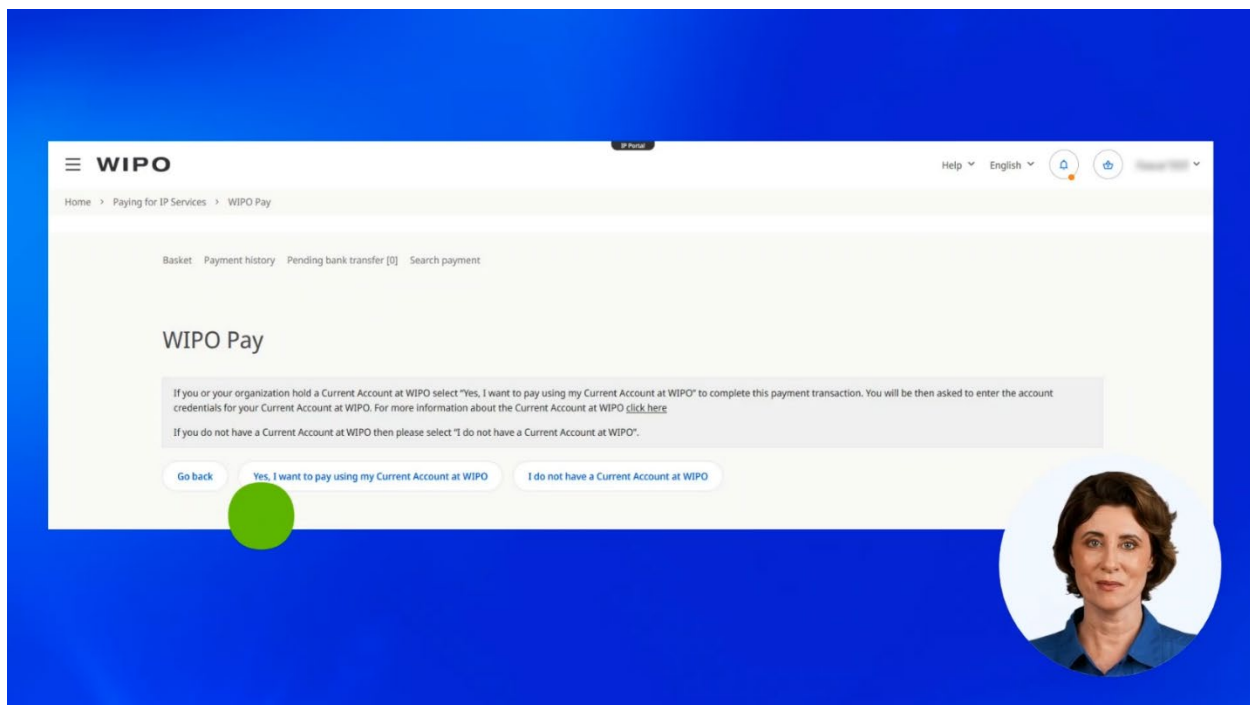 IP Portal
WIPO
Help English
Home > Paying for IP Services > WIPO Pay
Basket Payment history Pending bank transfer [0] Search payment
WIPO Pay
If you or your organization hold a Current Account at WIPO select "Yes, I want to pay using my Current Account at WIPO" to complete this payment transaction. You will be then asked to enter the account
credentials for your Current Account at WIPO. For more information about the Current Account at WIPO click here
If you do not have a Current Account at WIPO then please select "I do not have a Current Account at WIPO".
Go back Yes, I want to pay using my Current Account at WIPO I do not have a Current Account at WIPO